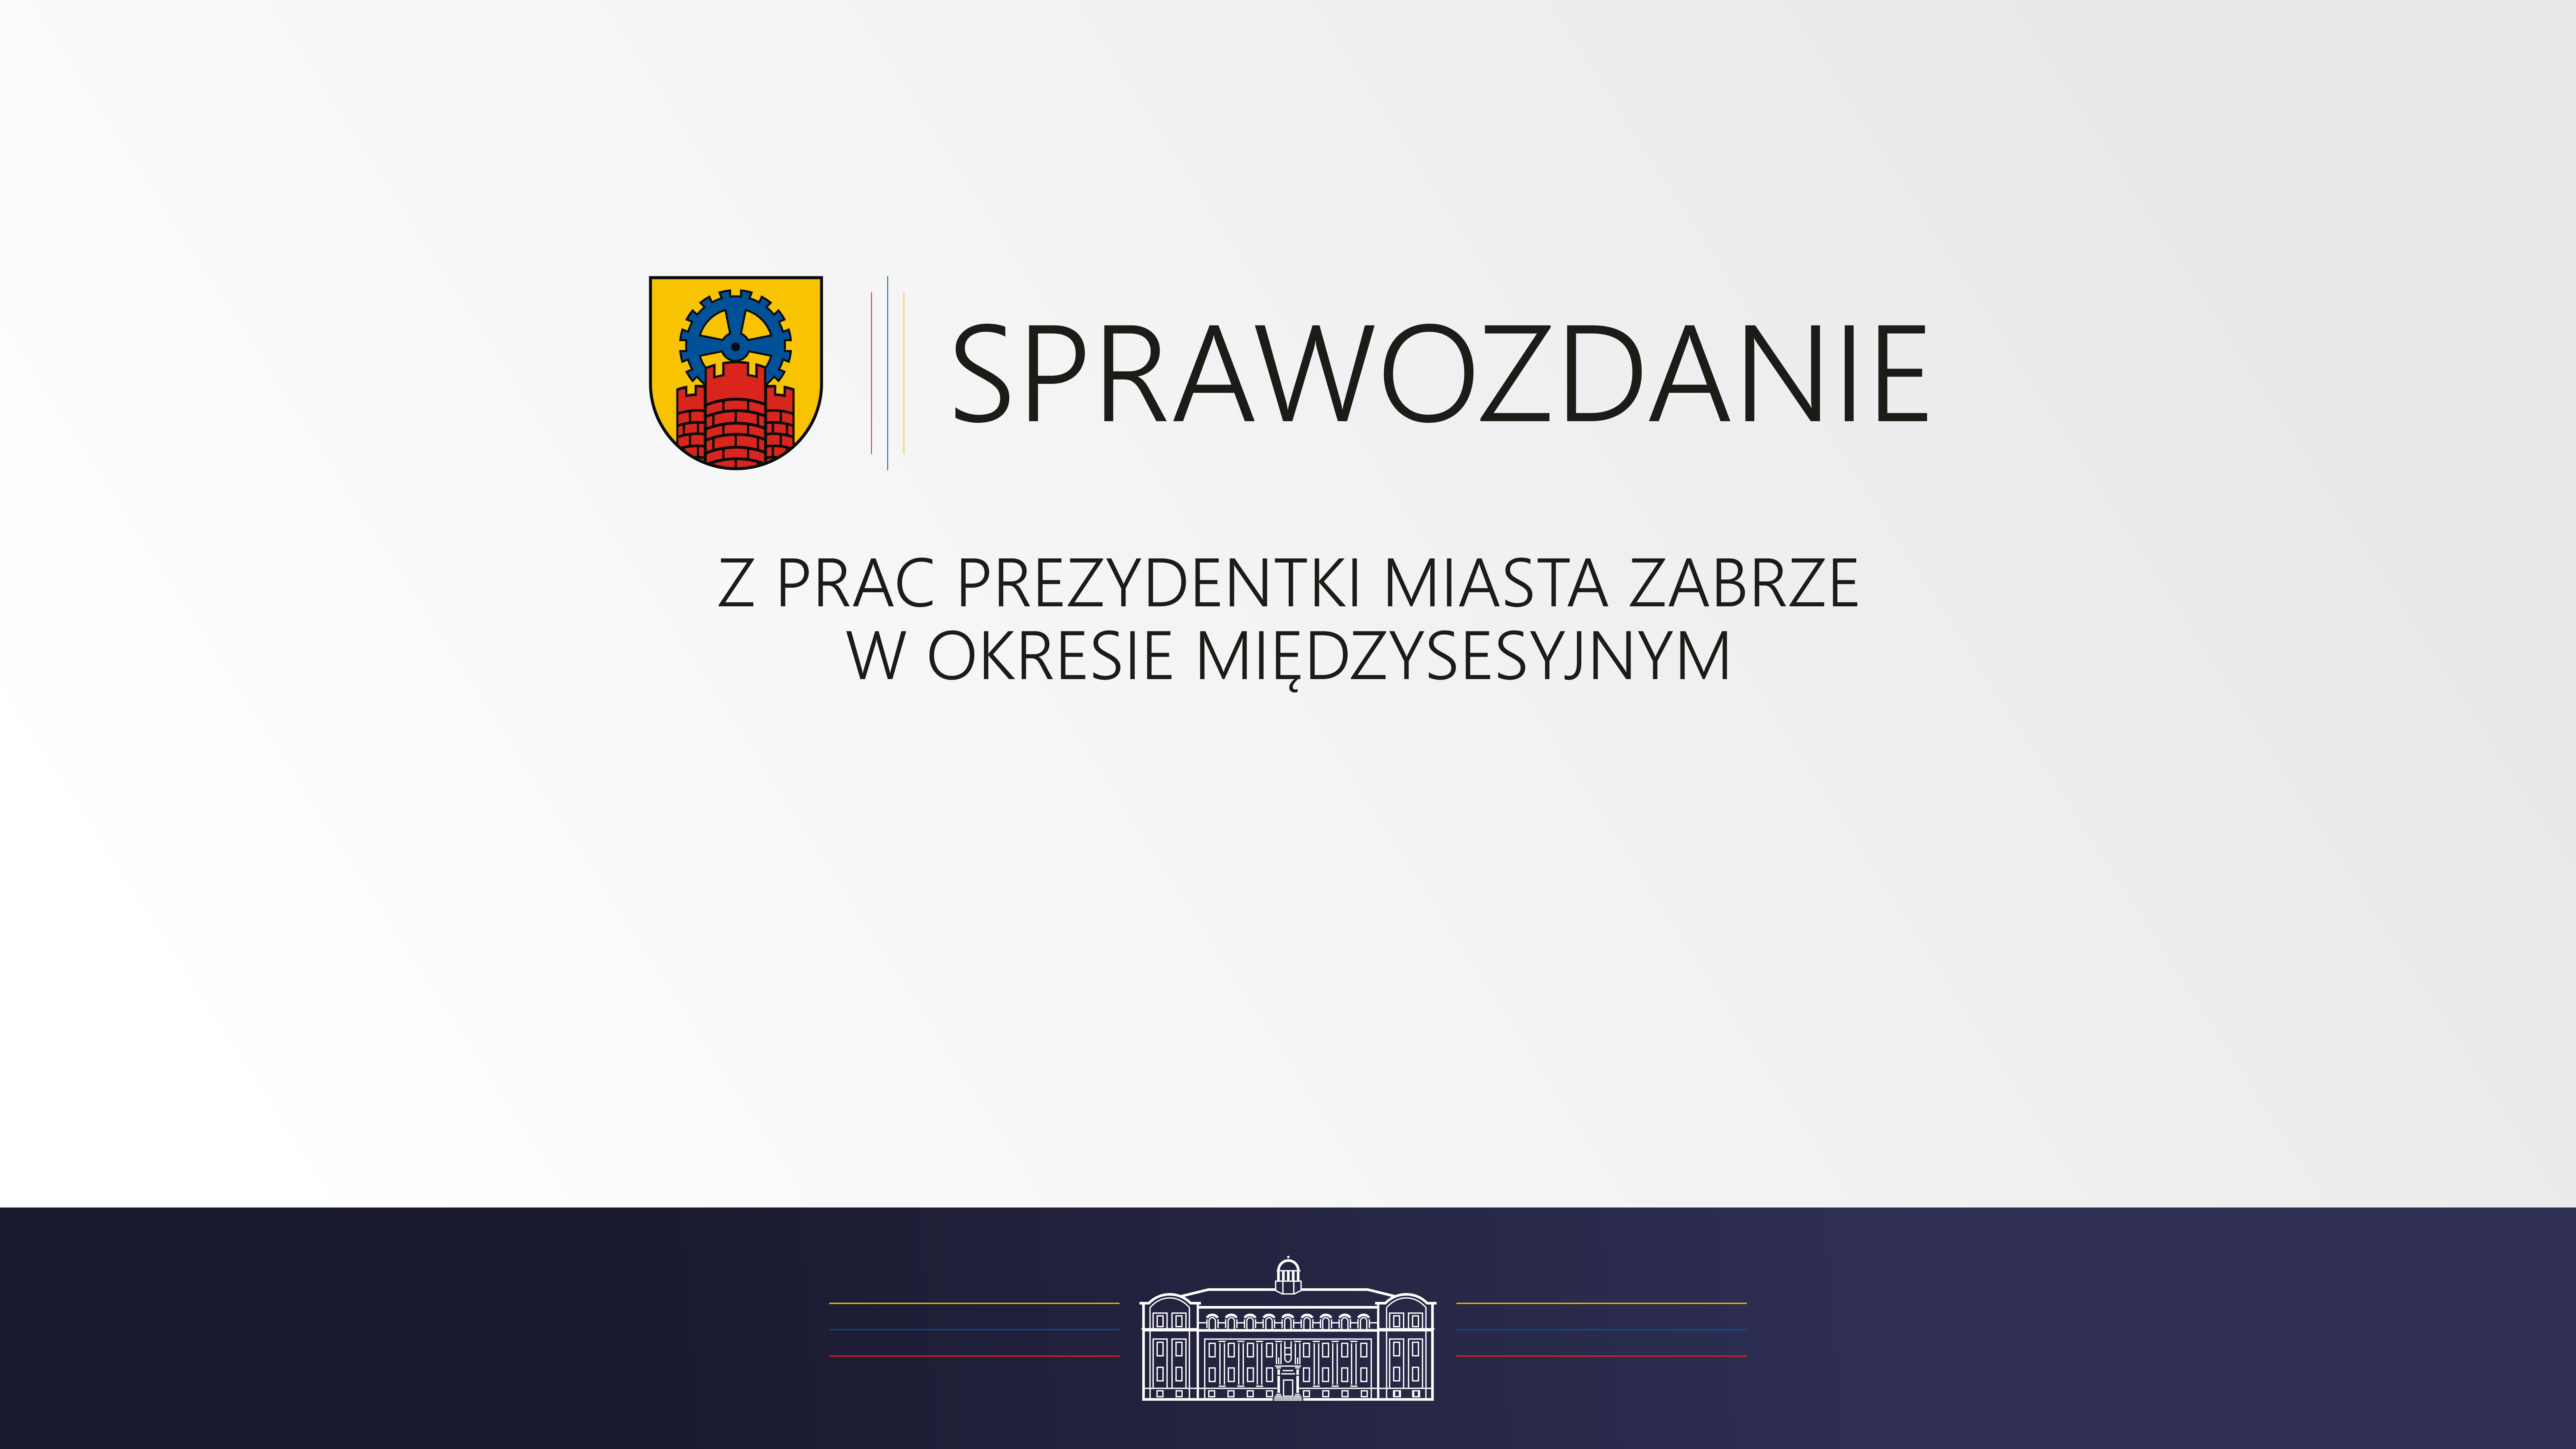 SPRAWOZDANIE
Z PRAC PREZYDENTKI MIASTA ZABRZE
W OKRESIE MIĘDZYSESYJNYM